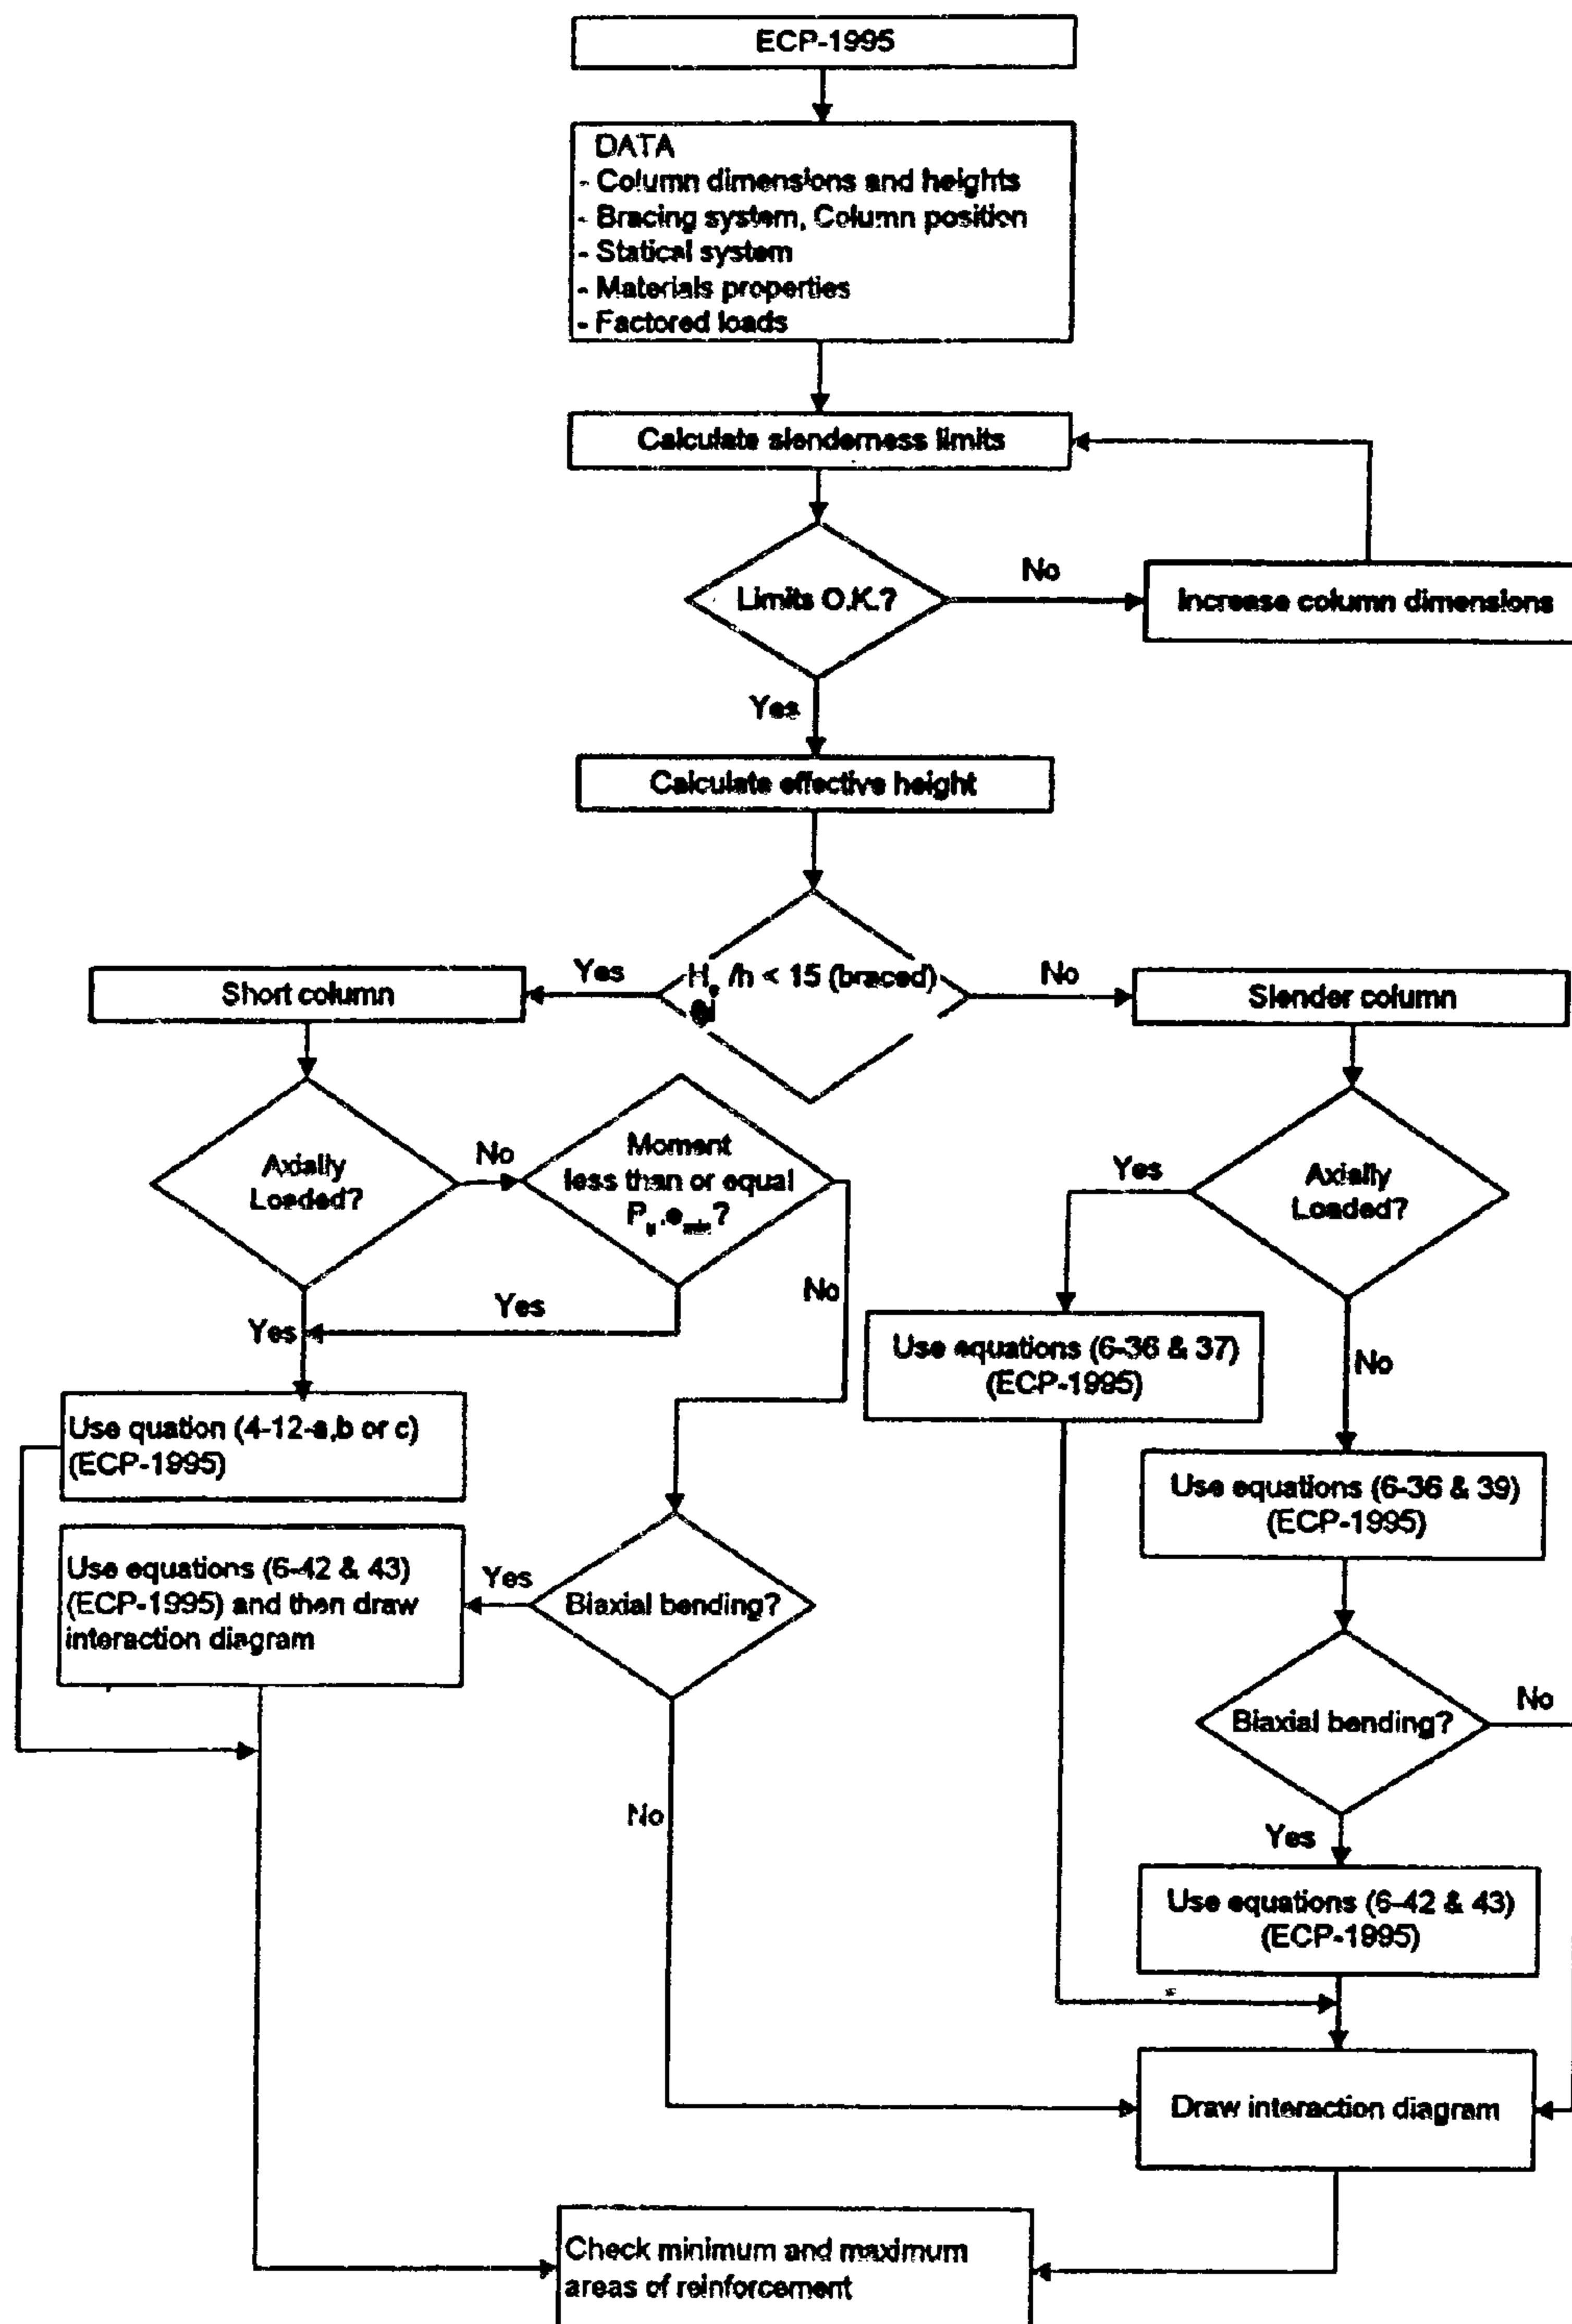 ECP-1995
DATA
- Column dimensions and heights
- Bracing system, Column position
- Statical system
- Materials properties
- Factored loads
Calculate slenderness limits
Limits O.K.?
No
Increase column dimensions
Yes
Calculate effective height
H_e /h < 15 (braced)
Yes
No
Short column
Slender column
Axially
Loaded?
No
Moment
less than or equal
P_u.e_min?
Yes
Axially
Loaded?
Yes
Yes
No
Use equations (6-36 & 37)
(ECP-1995)
No
Use quation (4-12-a,b or c)
(ECP-1995)
Use equations (6-36 & 39)
(ECP-1995)
Use equations (6-42 & 43)
(ECP-1995) and then draw
interaction diagram
Yes
Biaxial bending?
No
Biaxial bending?
No
Yes
Use equations (6-42 & 43)
(ECP-1995)
Draw interaction diagram
Check minimum and maximum
areas of reinforcement